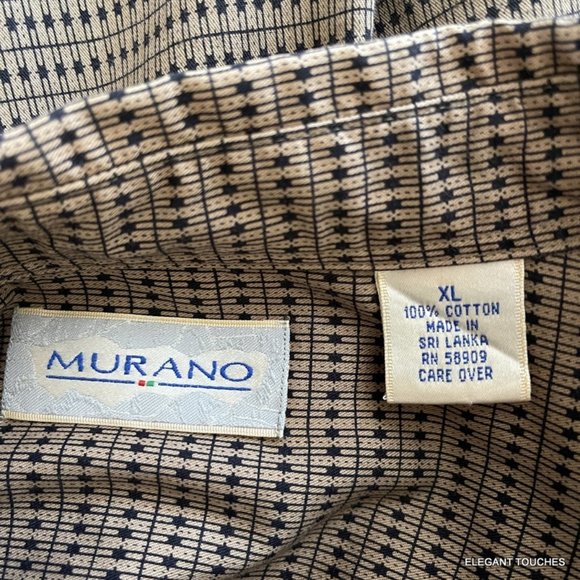 MURANO
XL
100% COTTON
MADE IN
SRI LANKA
RN 58909
CARE OVER
ELEGANT TOUCHES